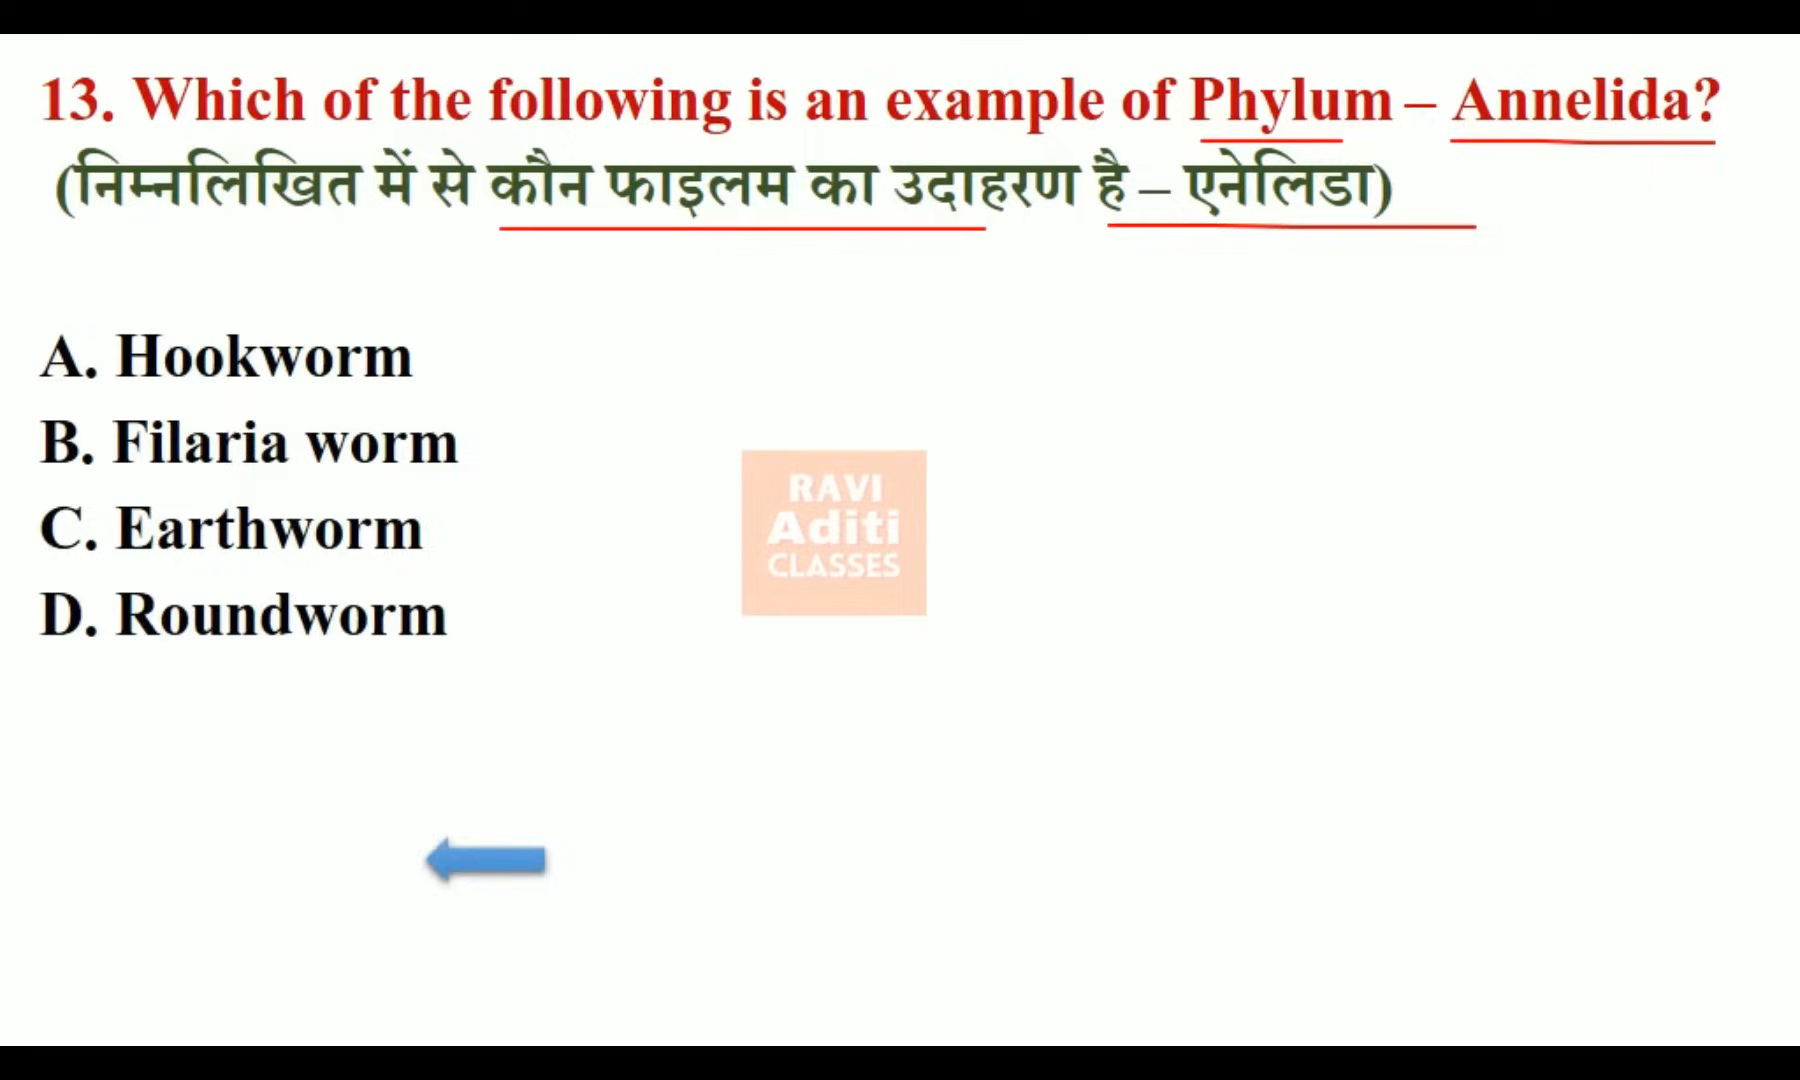 13. Which of the following is an example of Phylum – Annelida?
(निम्नलिखित में से कौन फाइलम का उदाहरण है – एनेलिडा)
A. Hookworm
B. Filaria worm
C. Earthworm
D. Roundworm
RAVI
Aditi
CLASSES